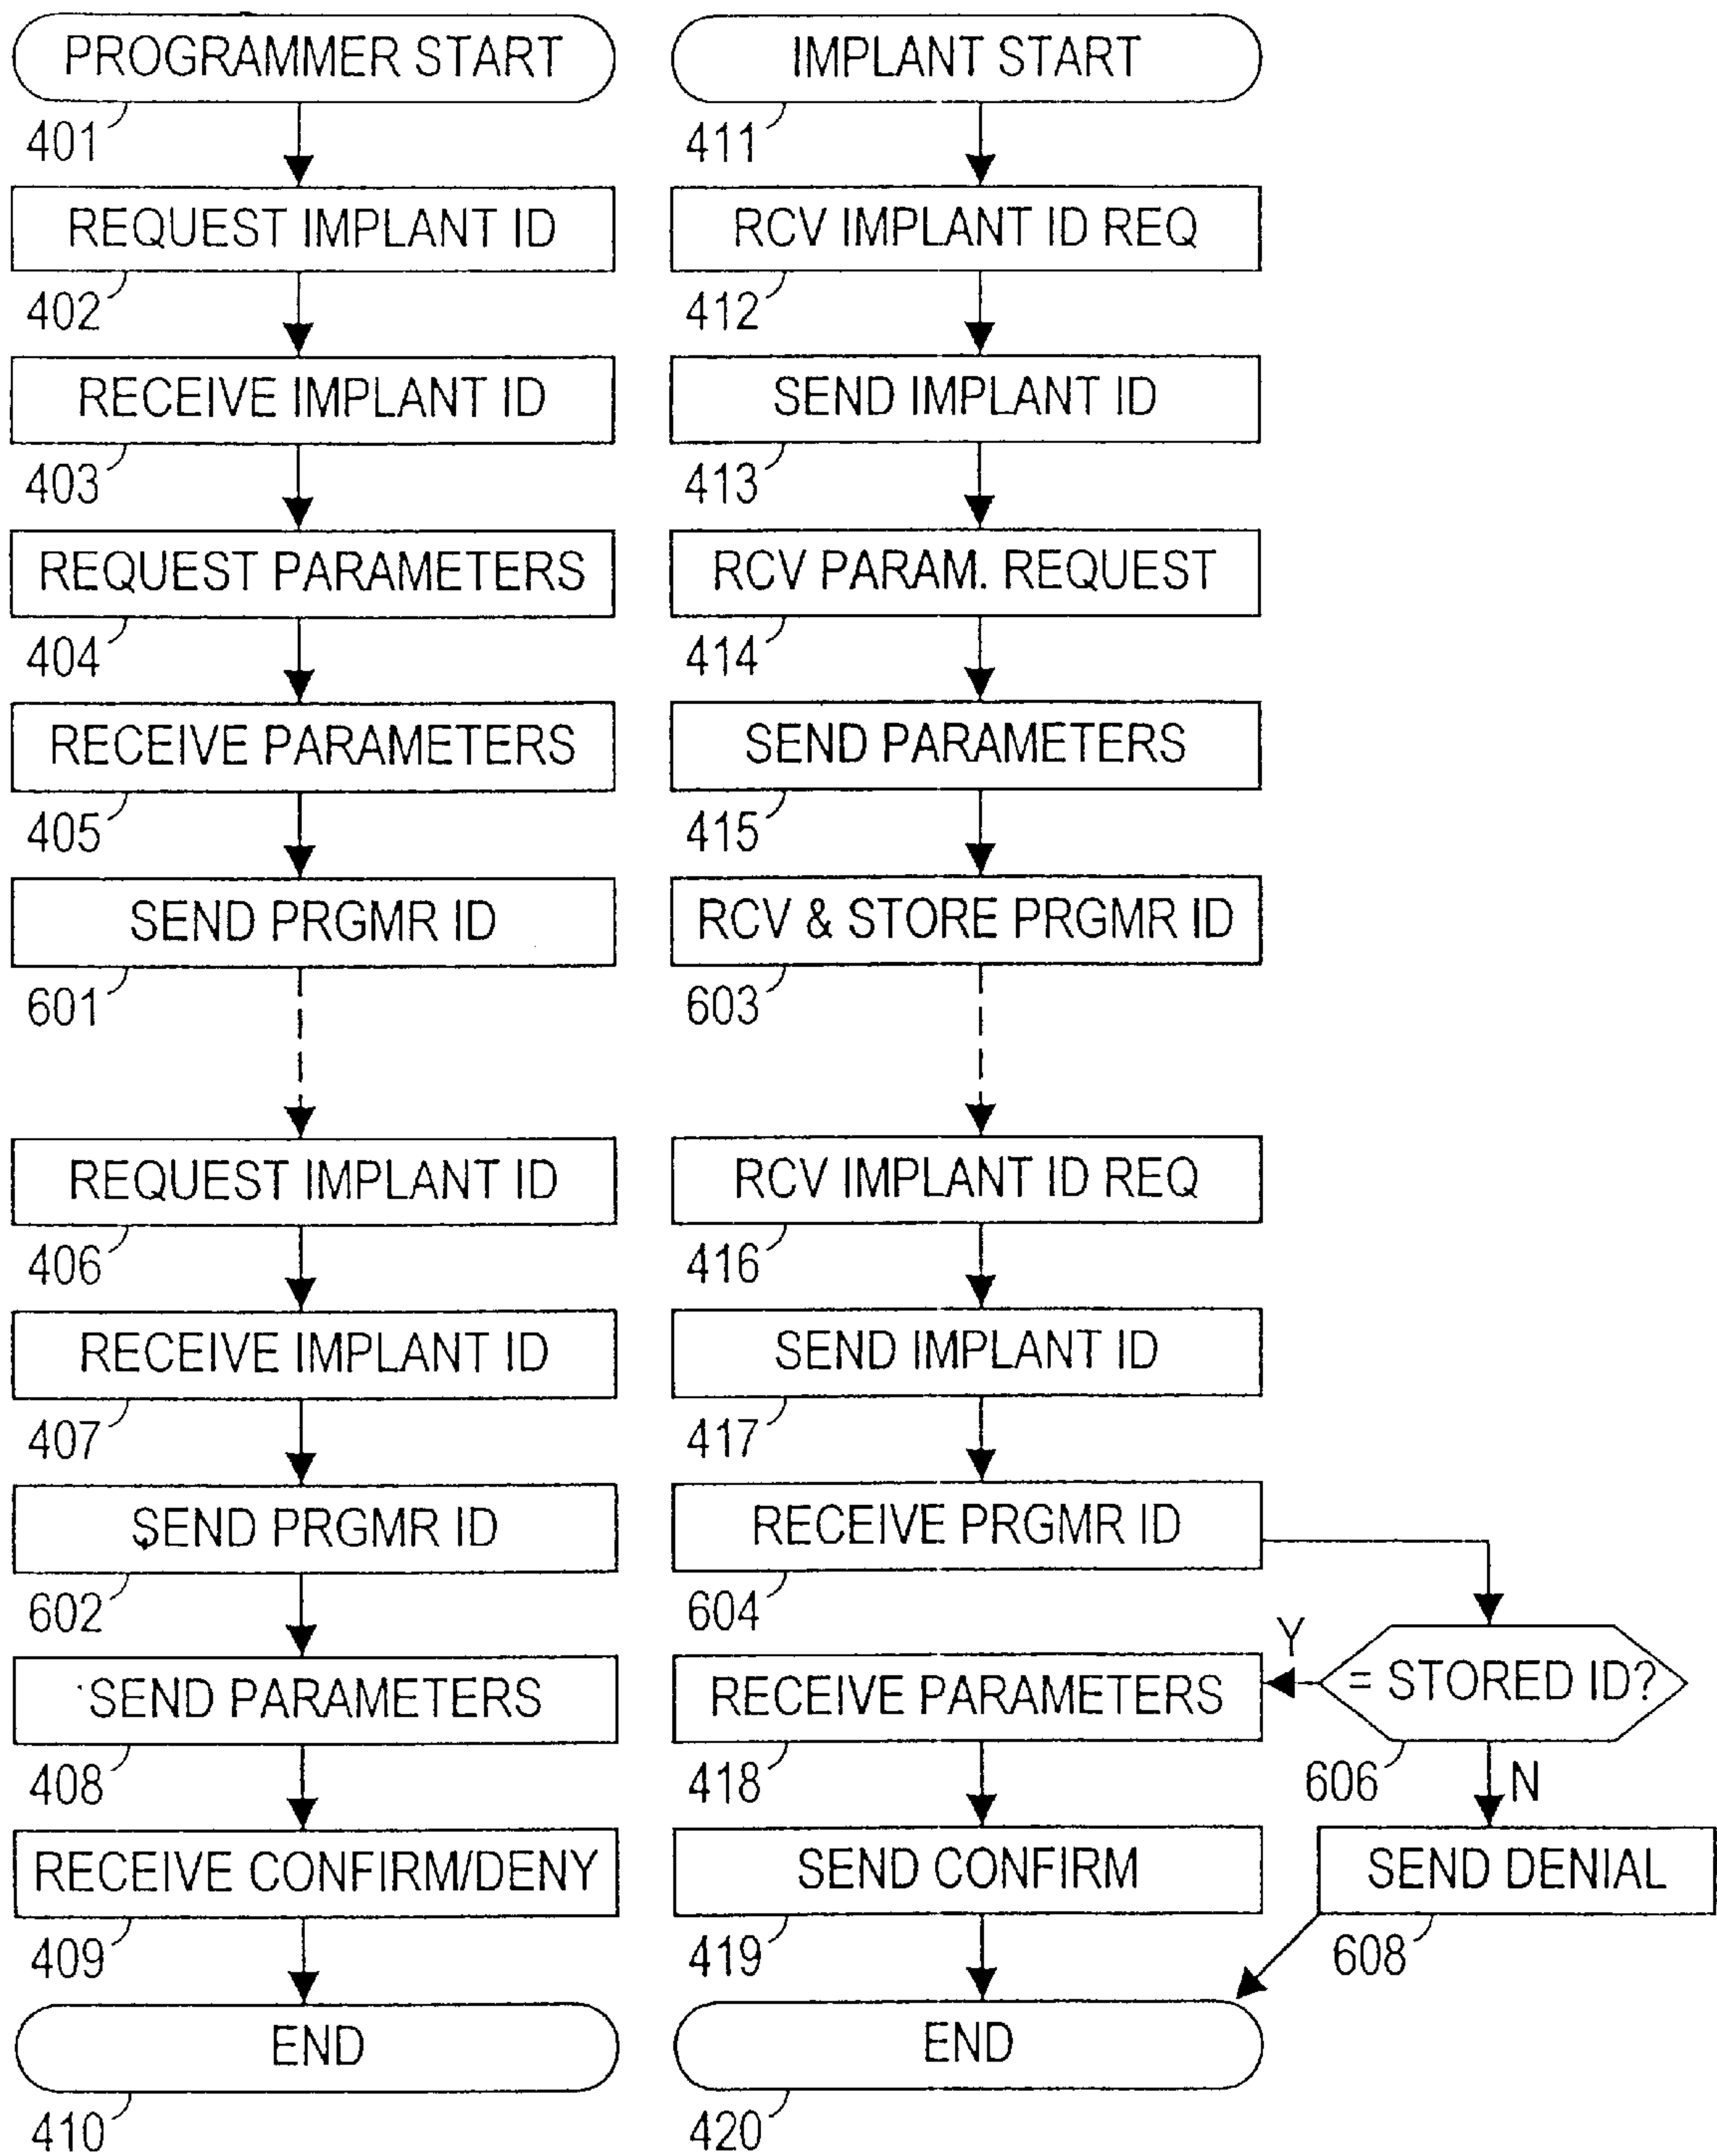 PROGRAMMER START
401
REQUEST IMPLANT ID
402
RECEIVE IMPLANT ID
403
REQUEST PARAMETERS
404
RECEIVE PARAMETERS
405
SEND PRGMR ID
601
REQUEST IMPLANT ID
406
RECEIVE IMPLANT ID
407
SEND PRGMR ID
602
SEND PARAMETERS
408
RECEIVE CONFIRM/DENY
409
END
410
IMPLANT START
411
RCV IMPLANT ID REQ
412
SEND IMPLANT ID
413
RCV PARAM. REQUEST
414
SEND PARAMETERS
415
RCV & STORE PRGMR ID
603
RCV IMPLANT ID REQ
416
SEND IMPLANT ID
417
RECEIVE PRGMR ID
604
= STORED ID?
606
Y
N
RECEIVE PARAMETERS
418
SEND CONFIRM
419
SEND DENIAL
608
END
420